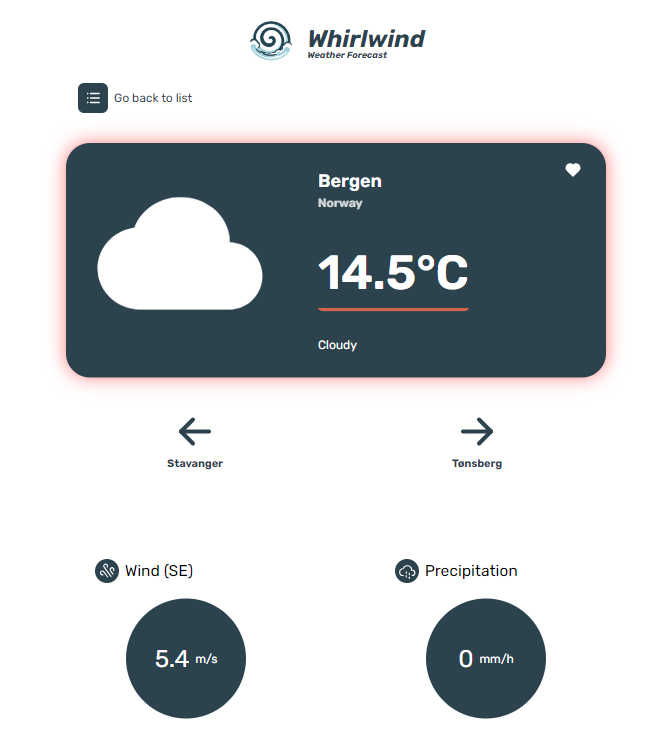 Whirlwind
Weather Forecast
Go back to list
Bergen
Norway
14.5°C
Cloudy
Stavanger
Tønsberg
Wind (SE)
Precipitation
5.4 m/s
0 mm/h